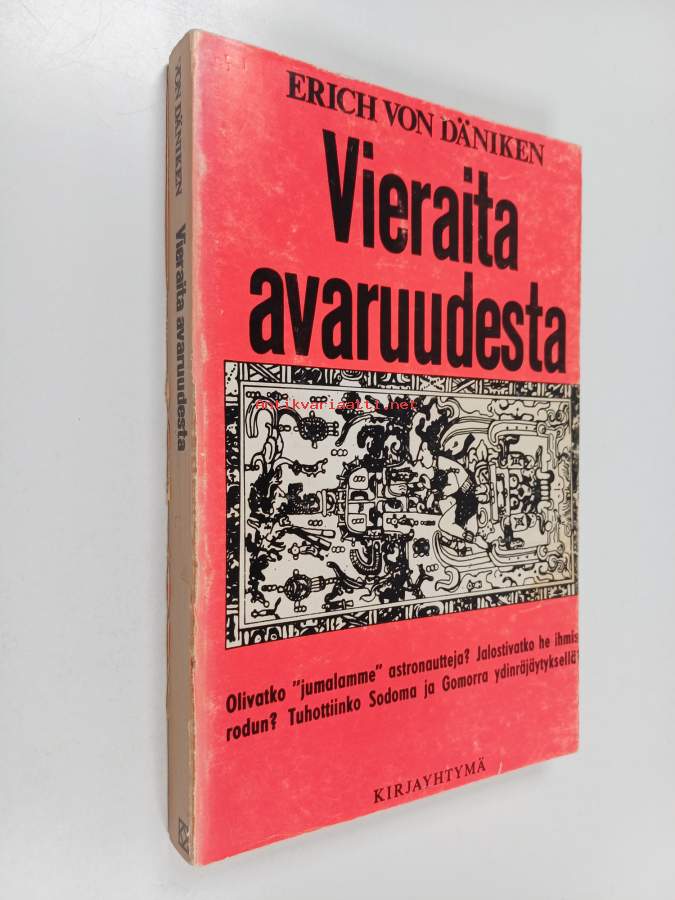 ERICH VON DÄNIKEN
Vieraita
avaruudesta
antikvariaatti.net
Olivatko "jumalamme" astronautteja? Jalostivatko he ihmis
rodun? Tuhottiinko Sodoma ja Gomorra ydinräjäytyksellä?
KIRJAYHTYMÄ
VON DÄNIKEN
Vieraita avaruudesta